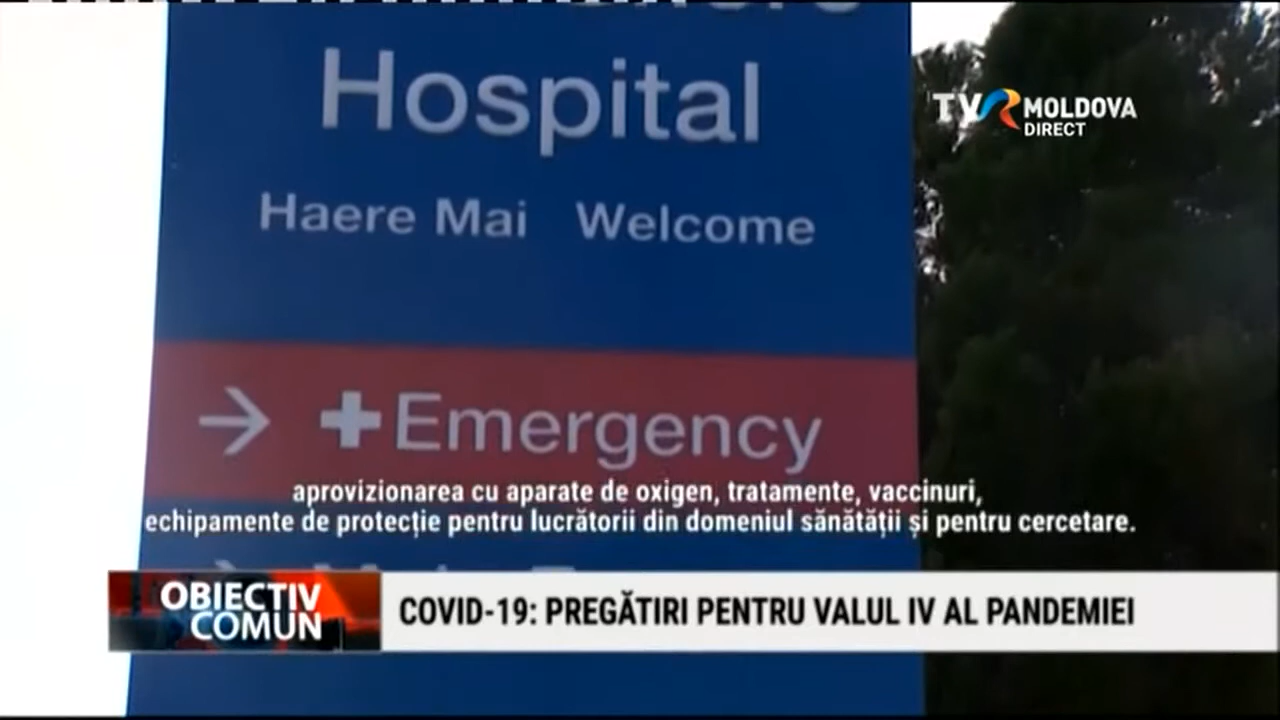 Hospital
TVR MOLDOVA
DIRECT
Haere Mai Welcome
→ +Emergency
aprovizionarea cu aparate de oxigen, tratamente, vaccinuri,
echipamente de protecție pentru lucrătorii din domeniul sănătății și pentru cercetare.
OBIECTIV
COMUN
COVID-19: PREGĂTIRI PENTRU VALUL IV AL PANDEMIEI